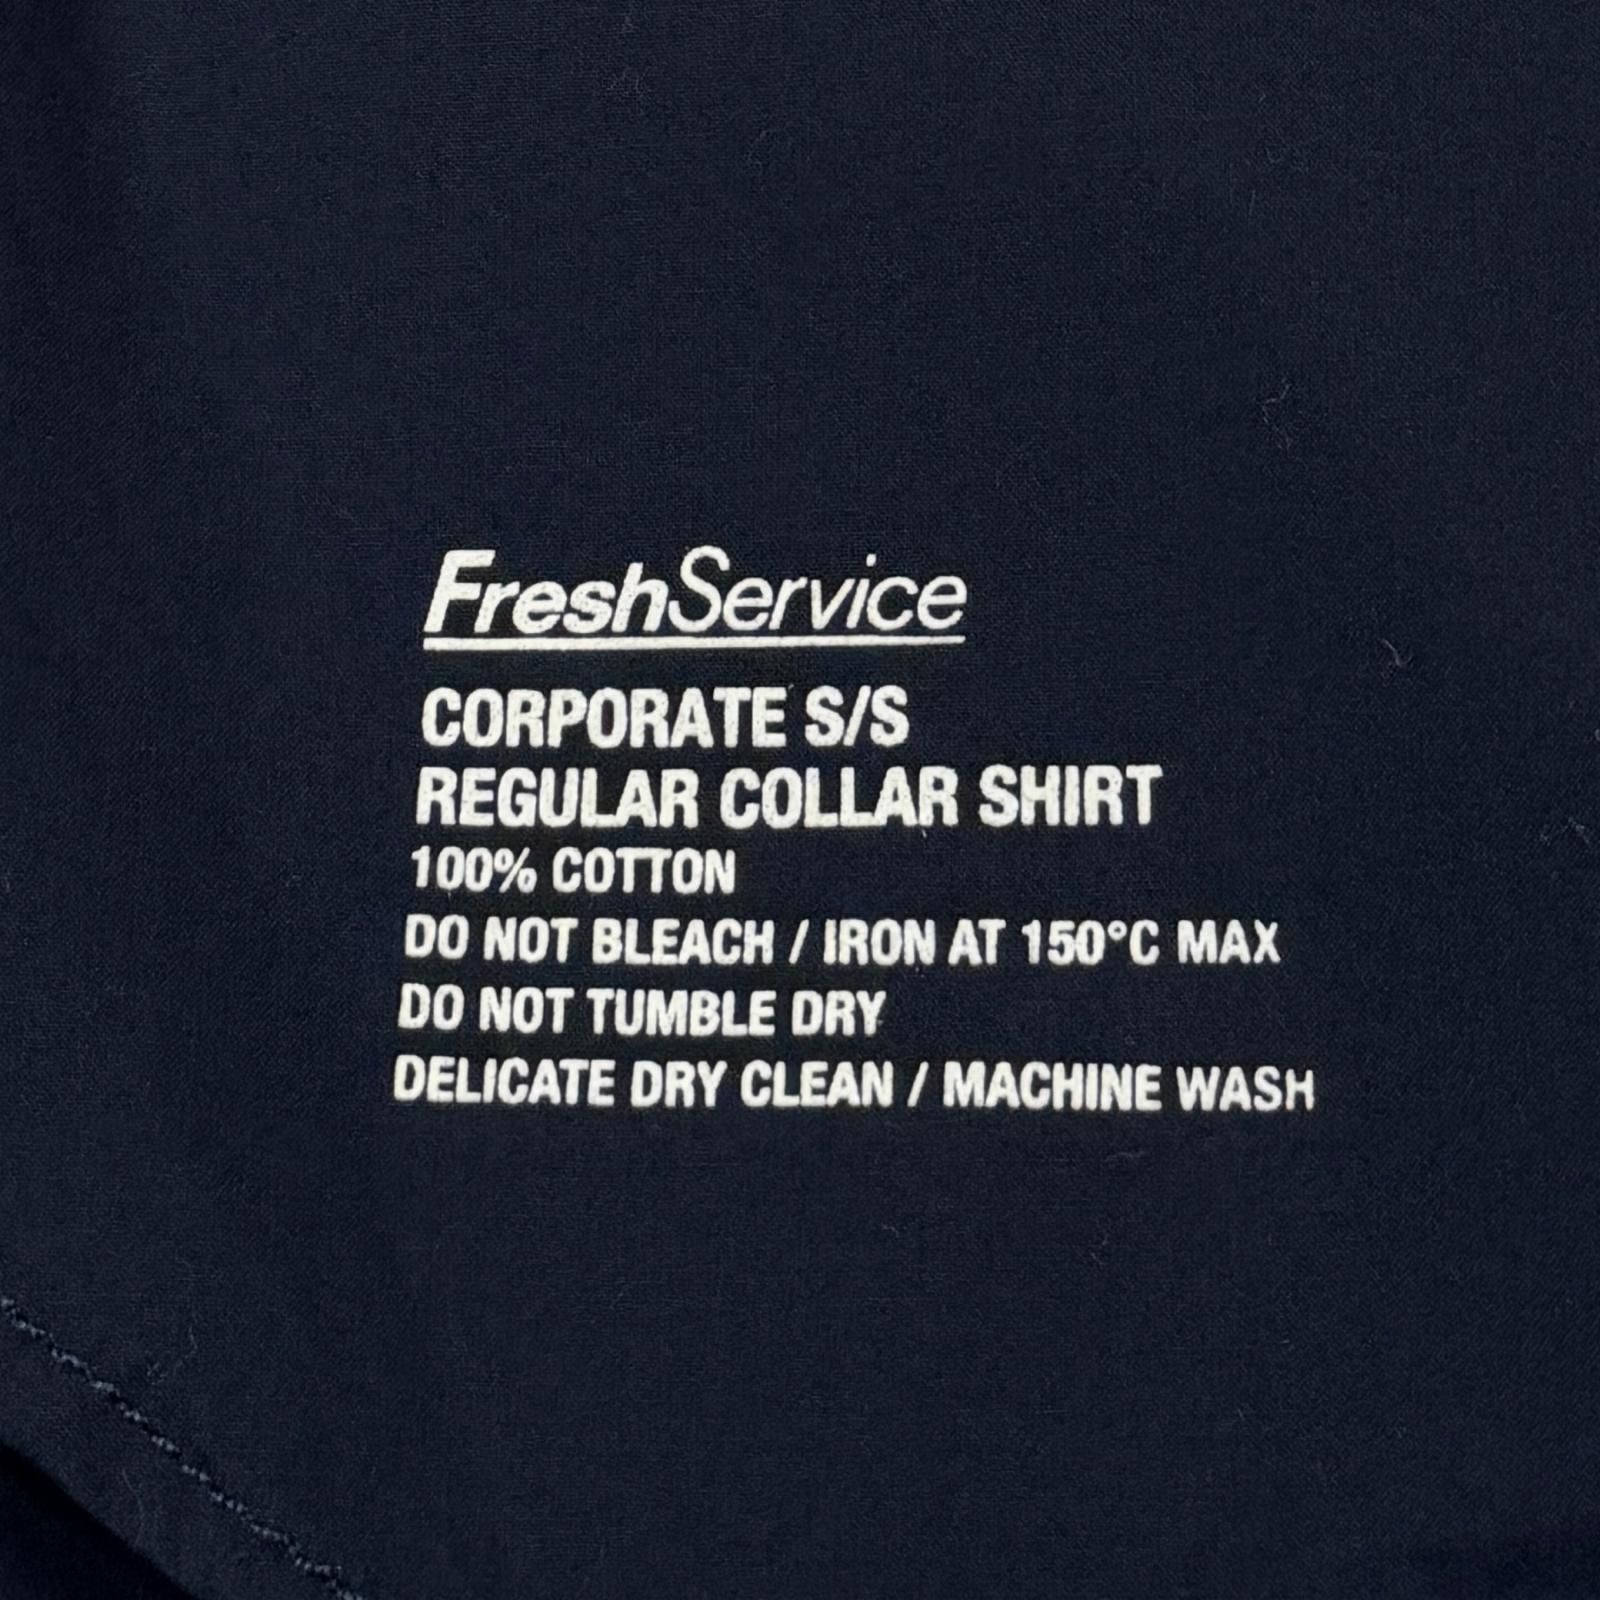 FreshService
CORPORATE S/S
REGULAR COLLAR SHIRT
100% COTTON
DO NOT BLEACH / IRON AT 150°C MAX
DO NOT TUMBLE DRY
DELICATE DRY CLEAN / MACHINE WASH